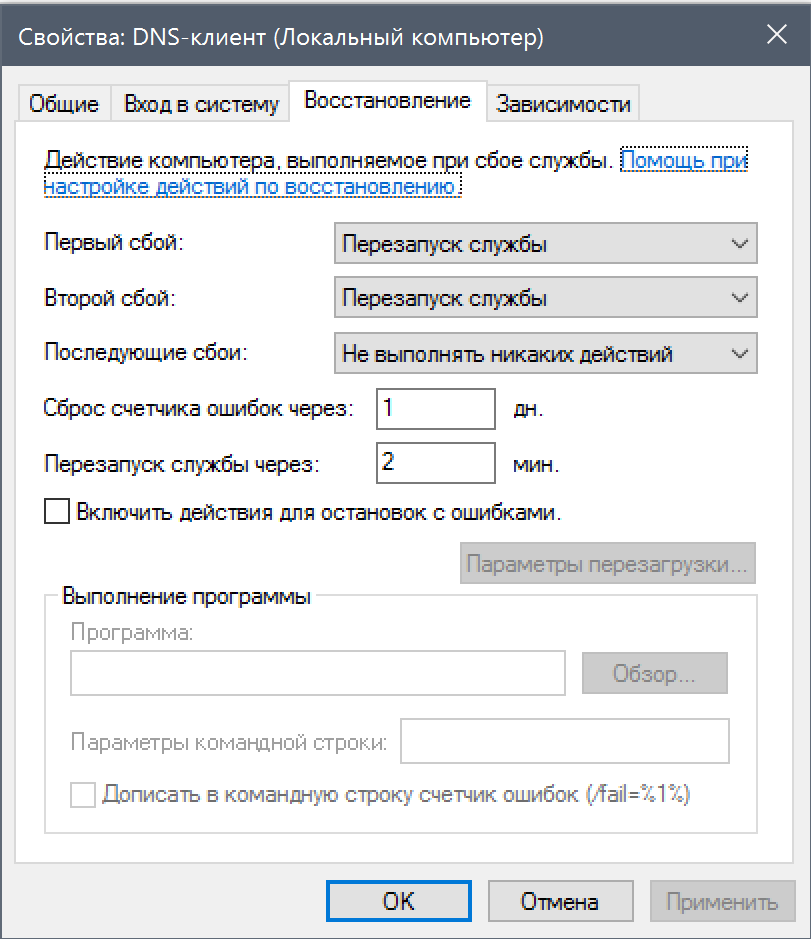 Свойства: DNS-клиент (Локальный компьютер)
Общие Вход в систему Восстановление Зависимости
Действие компьютера, выполняемое при сбое службы. Помощь при
настройке действий по восстановлению.
Первый сбой: Перезапуск службы
Второй сбой: Перезапуск службы
Последующие сбои: Не выполнять никаких действий
Сброс счетчика ошибок через: 1 дн.
Перезапуск службы через: 2 мин.
Включить действия для остановок с ошибками.
Параметры перезагрузки...
Выполнение программы
Программа:
Обзор...
Параметры командной строки:
Дописать в командную строку счетчик ошибок (/fail=%1%)
OK Отмена Применить